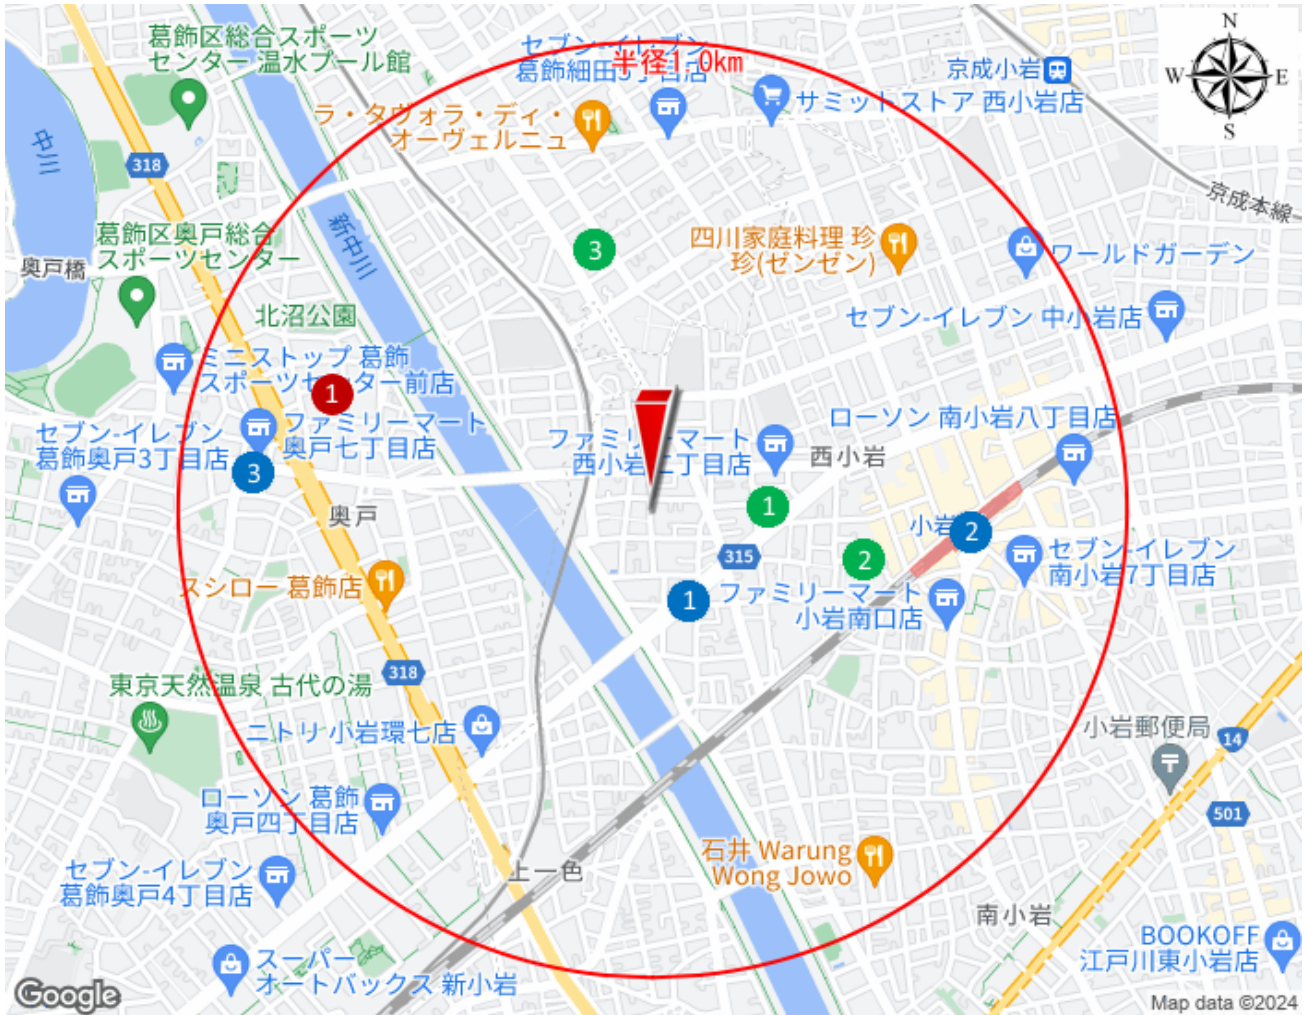 葛飾区総合スポーツ
センター 温水プール館
セブン-イレブン
葛飾細田5丁目店
半径1.0km
京成小岩
サミットストア 西小岩店
N
W
E
S
ラ・タヴォラ・ディ・
オーヴェルニュ
中川
318
京成本線
新中川
葛飾区奥戸総合
スポーツセンター
奥戸橋
3
四川家庭料理 珍
珍(ゼンゼン)
ワールドガーデン
北沼公園
セブン-イレブン 中小岩店
ミニストップ 葛飾
スポーツセンター前店
1
ローソン 南小岩八丁目店
ファミリーマート
奥戸七丁目店
セブン-イレブン
葛飾奥戸3丁目店
3
ファミリーマート
西小岩二丁目店
西小岩
1
奥戸
小岩
2
315
2
セブン-イレブン
南小岩7丁目店
スシロー 葛飾店
1
ファミリーマート
小岩南口店
318
東京天然温泉 古代の湯
ニトリ 小岩環七店
小岩郵便局
14
ローソン 葛飾
奥戸四丁目店
501
石井 Warung
Wong Jowo
セブン-イレブン
葛飾奥戸4丁目店
上一色
南小岩
BOOKOFF
江戸川東小岩店
スーパー
オートバックス 新小岩
Google
Map data ©2024